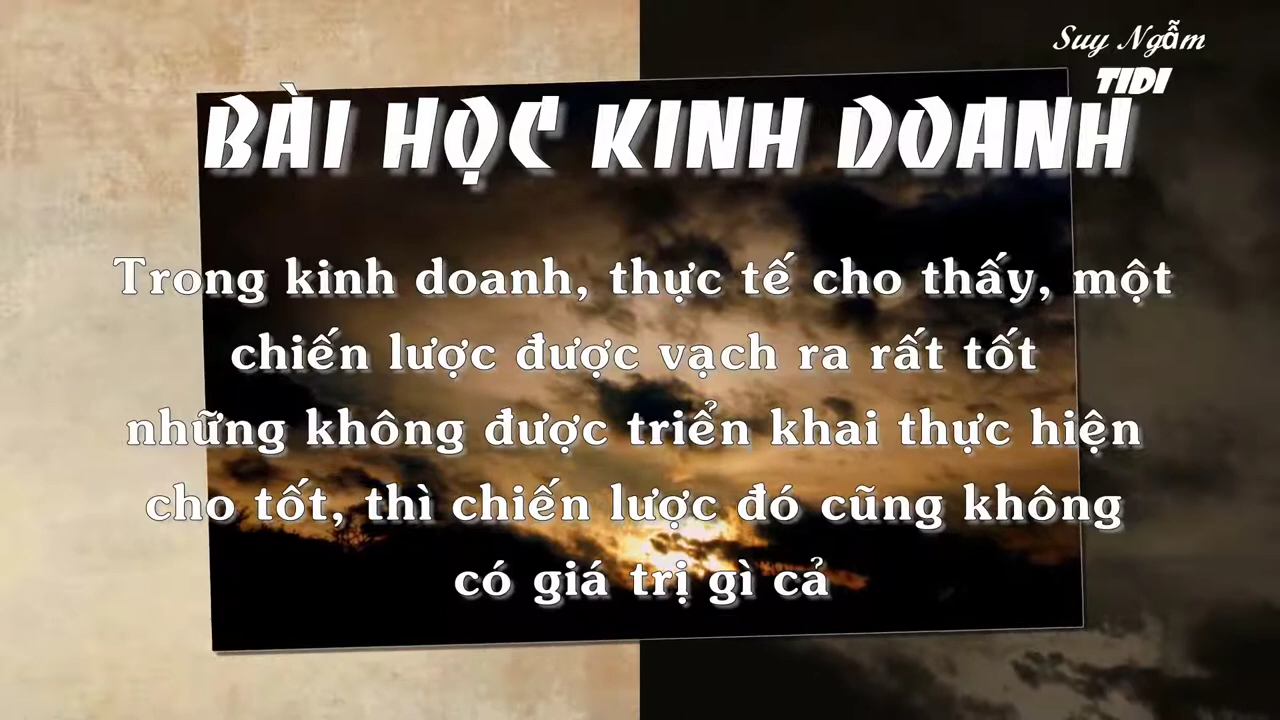 Suy Ngẫm
TIDI
BÀI HỌC KINH DOANH
Trong kinh doanh, thực tế cho thấy, một
chiến lược được vạch ra rất tốt
những không được triển khai thực hiện
cho tốt, thì chiến lược đó cũng không
có giá trị gì cả